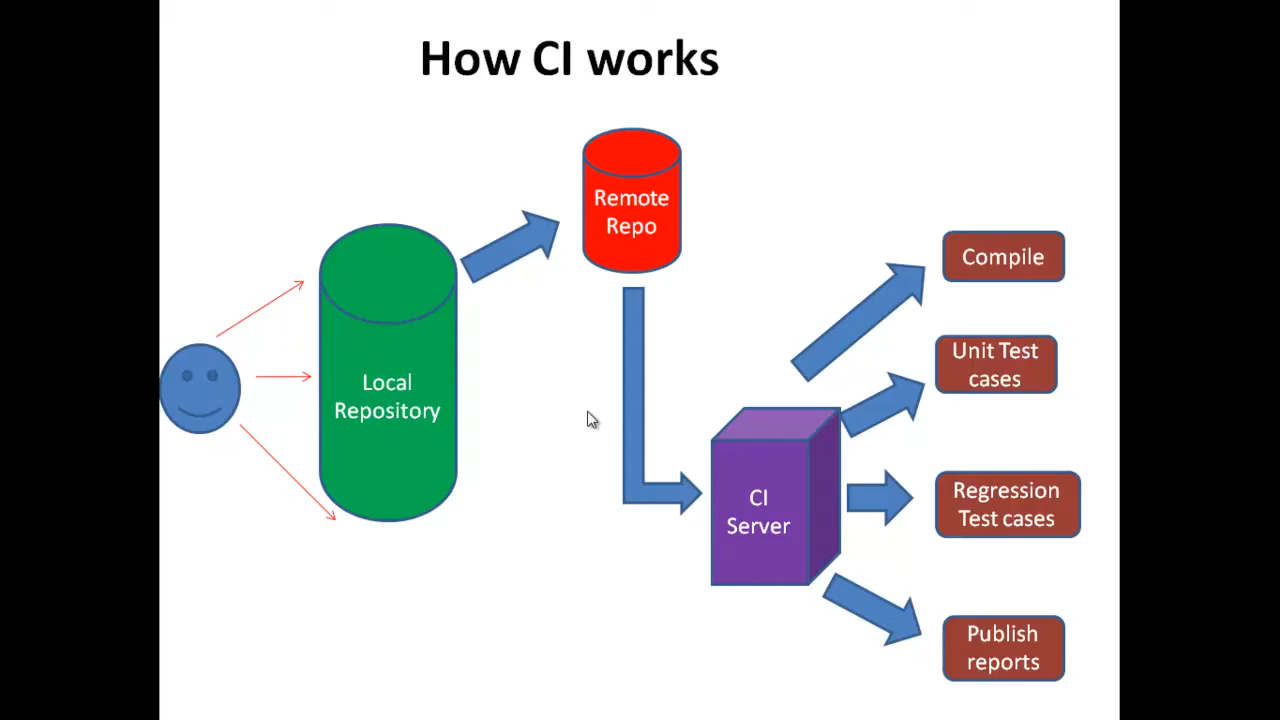 How CI works
Remote
Repo
Local
Repository
CI
Server
Compile
Unit Test
cases
Regression
Test cases
Publish
reports